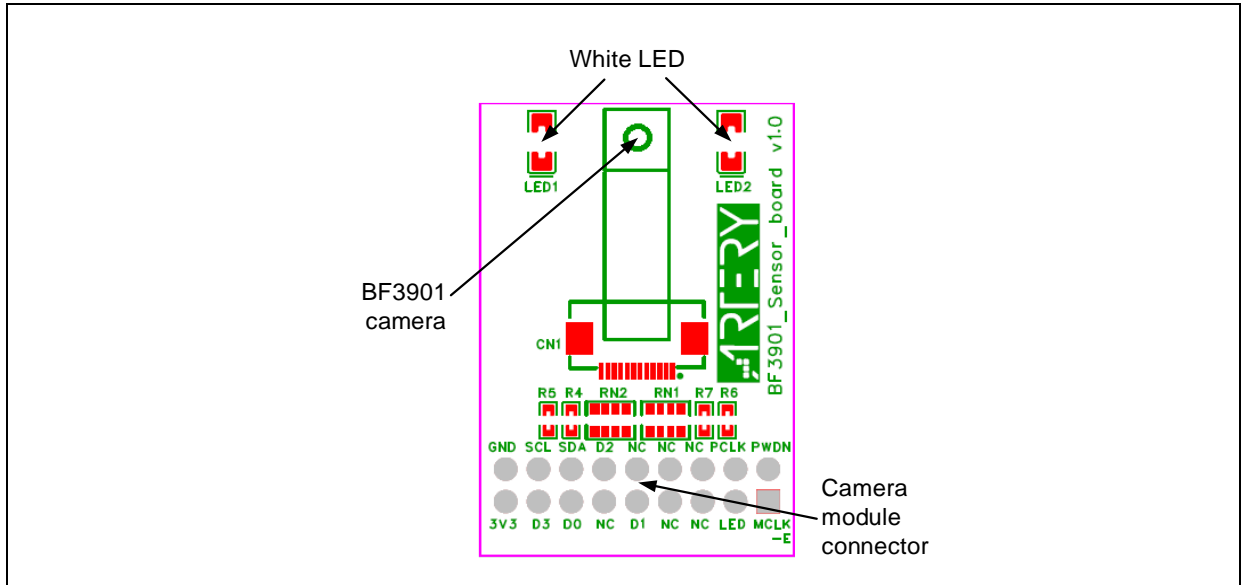 White LED
LED1
LED2
BF3901_Sensor_board v1.0
ARTERY
BF3901
camera
CN1
R5 R4 RN2 RN1 R7 R6
GND SCL SDA D2 NC NC NC PCLK PWDN
3V3 D3 D0 NC D1 NC NC LED MCLK
-E
Camera
module
connector